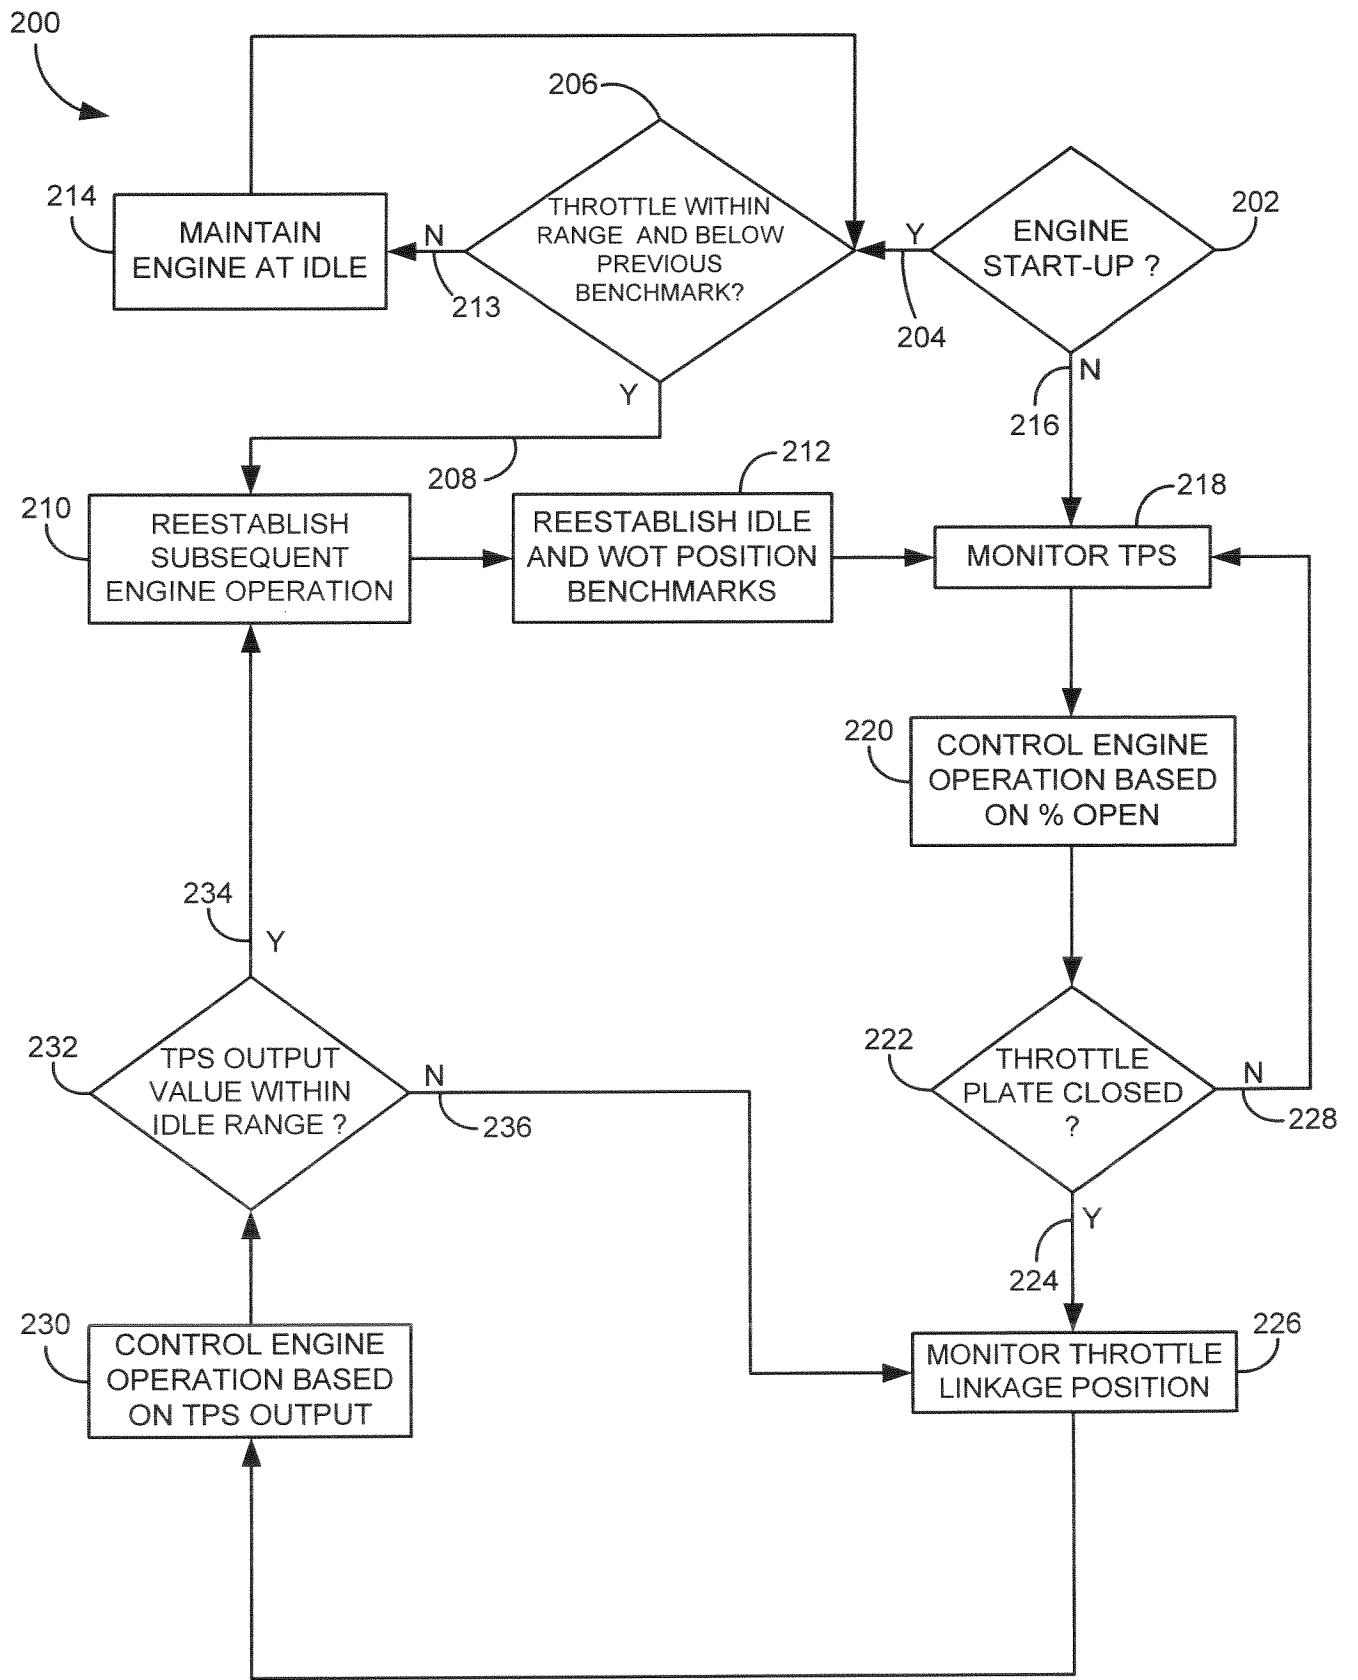 200
206
214
MAINTAIN
ENGINE AT IDLE
N
213
THROTTLE WITHIN
RANGE AND BELOW
PREVIOUS
BENCHMARK?
Y
204
ENGINE
START-UP ?
202
N
216
Y
208
210
REESTABLISH
SUBSEQUENT
ENGINE OPERATION
212
REESTABLISH IDLE
AND WOT POSITION
BENCHMARKS
218
MONITOR TPS
220
CONTROL ENGINE
OPERATION BASED
ON % OPEN
234
Y
232
TPS OUTPUT
VALUE WITHIN
IDLE RANGE ?
N
236
222
THROTTLE
PLATE CLOSED
?
N
228
Y
224
230
CONTROL ENGINE
OPERATION BASED
ON TPS OUTPUT
226
MONITOR THROTTLE
LINKAGE POSITION